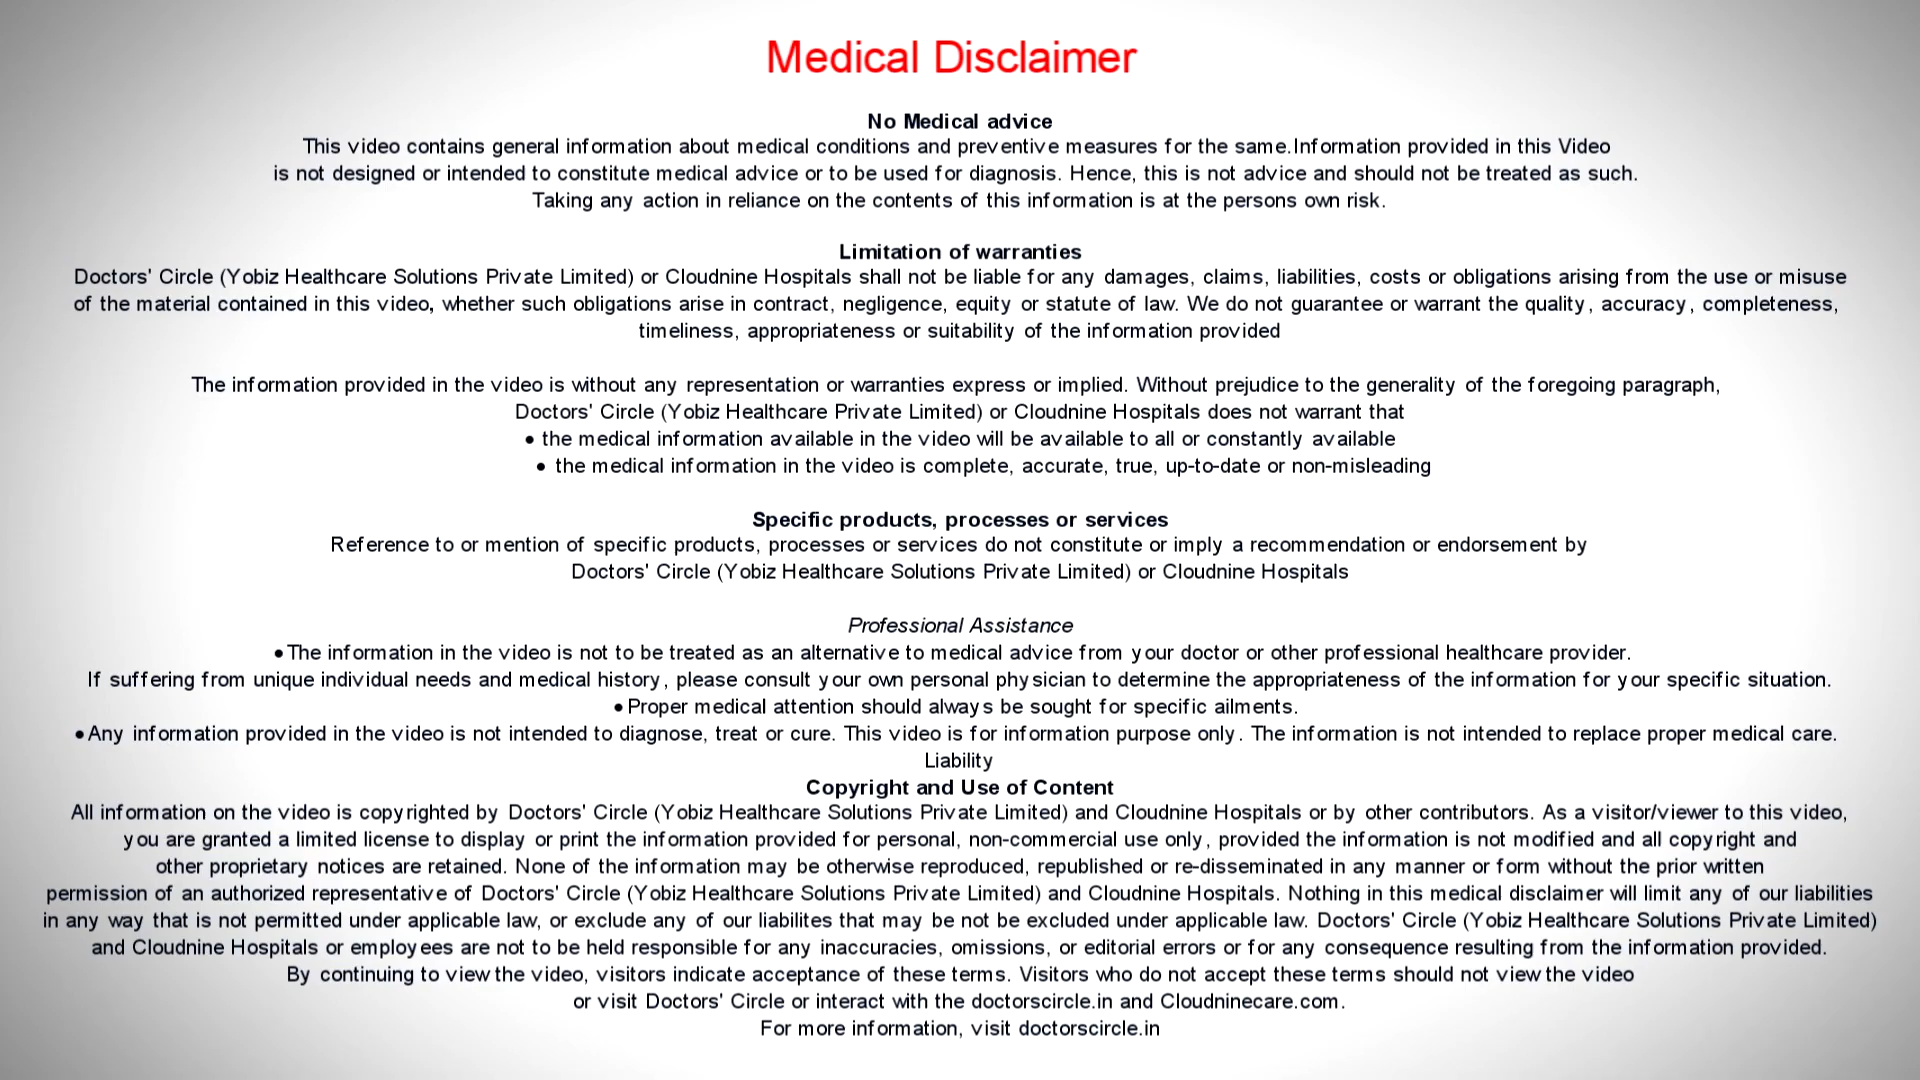 Medical Disclaimer
No Medical advice
This video contains general information about medical conditions and preventive measures for the same.Information provided in this Video
is not designed or intended to constitute medical advice or to be used for diagnosis. Hence, this is not advice and should not be treated as such.
Taking any action in reliance on the contents of this information is at the persons own risk.
Limitation of warranties
Doctors' Circle (Yobiz Healthcare Solutions Private Limited) or Cloudnine Hospitals shall not be liable for any damages, claims, liabilities, costs or obligations arising from the use or misuse
of the material contained in this video, whether such obligations arise in contract, negligence, equity or statute of law. We do not guarantee or warrant the quality, accuracy, completeness,
timeliness, appropriateness or suitability of the information provided
The information provided in the video is without any representation or warranties express or implied. Without prejudice to the generality of the foregoing paragraph,
Doctors' Circle (Yobiz Healthcare Private Limited) or Cloudnine Hospitals does not warrant that
• the medical information available in the video will be available to all or constantly available
• the medical information in the video is complete, accurate, true, up-to-date or non-misleading
Specific products, processes or services
Reference to or mention of specific products, processes or services do not constitute or imply a recommendation or endorsement by
Doctors' Circle (Yobiz Healthcare Solutions Private Limited) or Cloudnine Hospitals
Professional Assistance
•The information in the video is not to be treated as an alternative to medical advice from your doctor or other professional healthcare provider.
If suffering from unique individual needs and medical history, please consult your own personal physician to determine the appropriateness of the information for your specific situation.
•Proper medical attention should always be sought for specific ailments.
•Any information provided in the video is not intended to diagnose, treat or cure. This video is for information purpose only. The information is not intended to replace proper medical care.
Liability
Copyright and Use of Content
All information on the video is copyrighted by Doctors' Circle (Yobiz Healthcare Solutions Private Limited) and Cloudnine Hospitals or by other contributors. As a visitor/viewer to this video,
you are granted a limited license to display or print the information provided for personal, non-commercial use only, provided the information is not modified and all copyright and
other proprietary notices are retained. None of the information may be otherwise reproduced, republished or re-disseminated in any manner or form without the prior written
permission of an authorized representative of Doctors' Circle (Yobiz Healthcare Solutions Private Limited) and Cloudnine Hospitals. Nothing in this medical disclaimer will limit any of our liabilities
in any way that is not permitted under applicable law, or exclude any of our liabilites that may be not be excluded under applicable law. Doctors' Circle (Yobiz Healthcare Solutions Private Limited)
and Cloudnine Hospitals or employees are not to be held responsible for any inaccuracies, omissions, or editorial errors or for any consequence resulting from the information provided.
By continuing to view the video, visitors indicate acceptance of these terms. Visitors who do not accept these terms should not view the video
or visit Doctors' Circle or interact with the doctorscircle.in and Cloudninecare.com.
For more information, visit doctorscircle.in